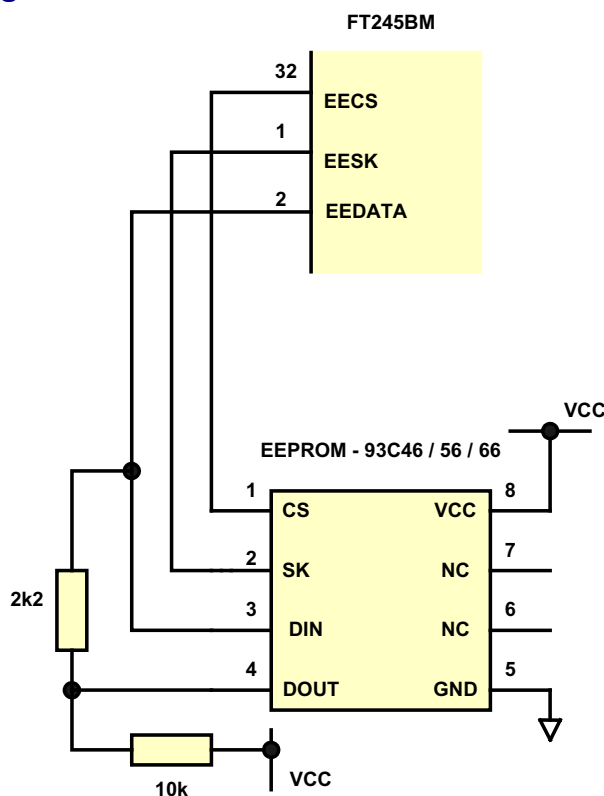 FT245BM
32
EECS
1
EESK
2
EEDATA
VCC
EEPROM - 93C46 / 56 / 66
1
CS
VCC
8
2
SK
NC
7
2k2
3
DIN
NC
6
4
DOUT
GND
5
10k
VCC